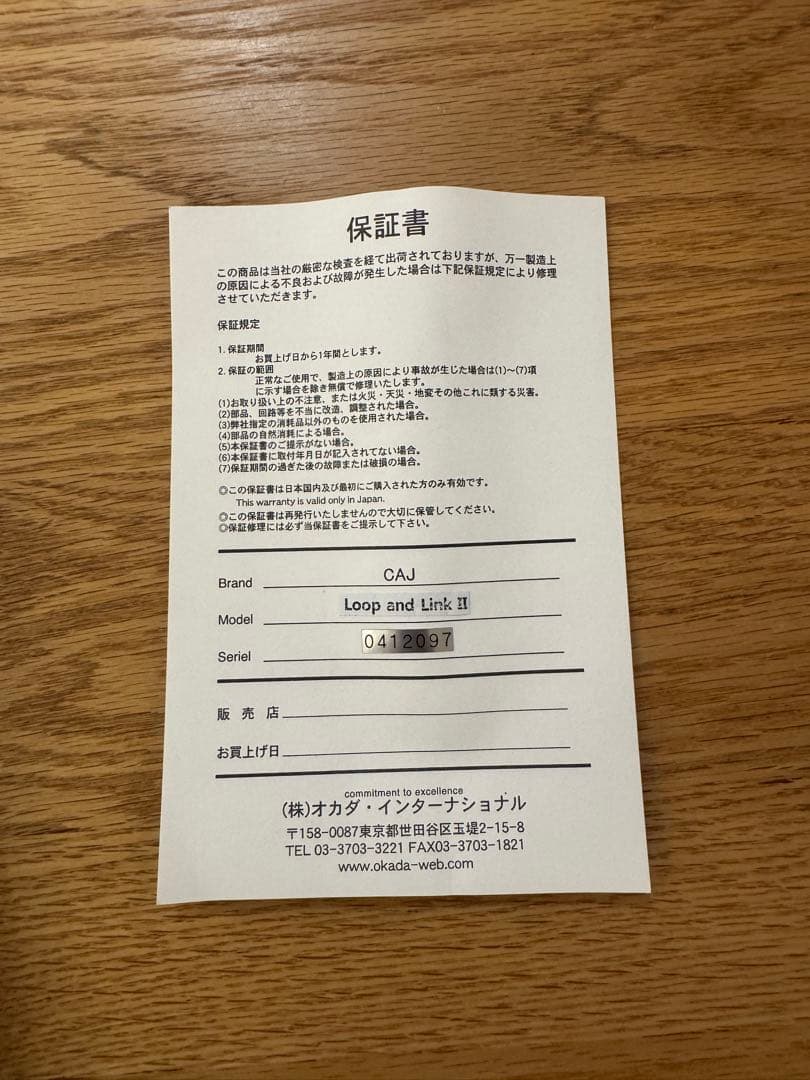 保証書
この商品は当社の厳密な検査を経て出荷されておりますが、万一製造上
の原因による不良および故障が発生した場合は下記保証規定により修理
させていただきます。
保証規定
1. 保証期間
お買上げ日から1年間とします。
2. 保証の範囲
正常なご使用で、製造上の原因により事故が生じた場合は(1)〜(7)項
に示す場合を除き無償で修理いたします。
(1)お取り扱い上の不注意、または火災・天災・地変その他これに類する災害。
(2)部品、回路等を不当に改造、調整された場合。
(3)弊社指定の消耗品以外のものを使用された場合。
(4)部品の自然消耗による場合。
(5)本保証書のご提示がない場合。
(6)本保証書に取付年月日が記入されてない場合。
(7)保証期間の過ぎた後の故障または破損の場合。
◎この保証書は日本国内及び最初にご購入された方のみ有効です。
This warranty is valid only in Japan.
◎この保証書は再発行いたしませんので大切に保管してください。
◎保証修理には必ず当保証書をご提示して下さい。
Brand CAJ
Model Loop and Link II
Seriel 0412097
販売店
お買上げ日
commitment to excellence
(株)オカダ・インターナショナル
〒158-0087東京都世田谷区玉堤2-15-8
TEL 03-3703-3221 FAX03-3703-1821
www.okada-web.com